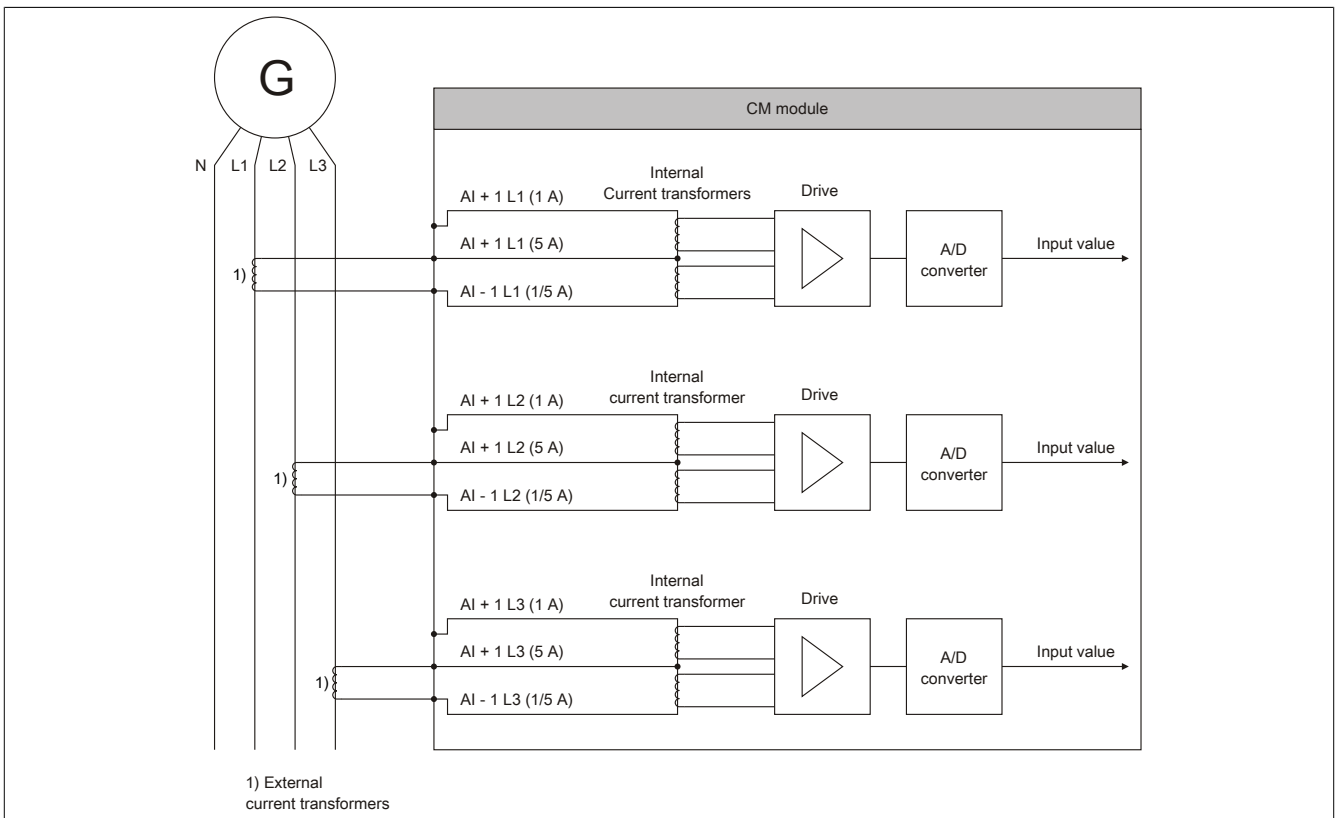 G
CM module
N L1 L2 L3
Internal
Current transformers
Drive
AI + 1 L1 (1 A)
AI + 1 L1 (5 A)
AI - 1 L1 (1/5 A)
A/D
converter
Input value
1)
Internal
current transformer
Drive
AI + 1 L2 (1 A)
AI + 1 L2 (5 A)
AI - 1 L2 (1/5 A)
A/D
converter
Input value
1)
Internal
current transformer
Drive
AI + 1 L3 (1 A)
AI + 1 L3 (5 A)
AI - 1 L3 (1/5 A)
A/D
converter
Input value
1)
1) External
current transformers